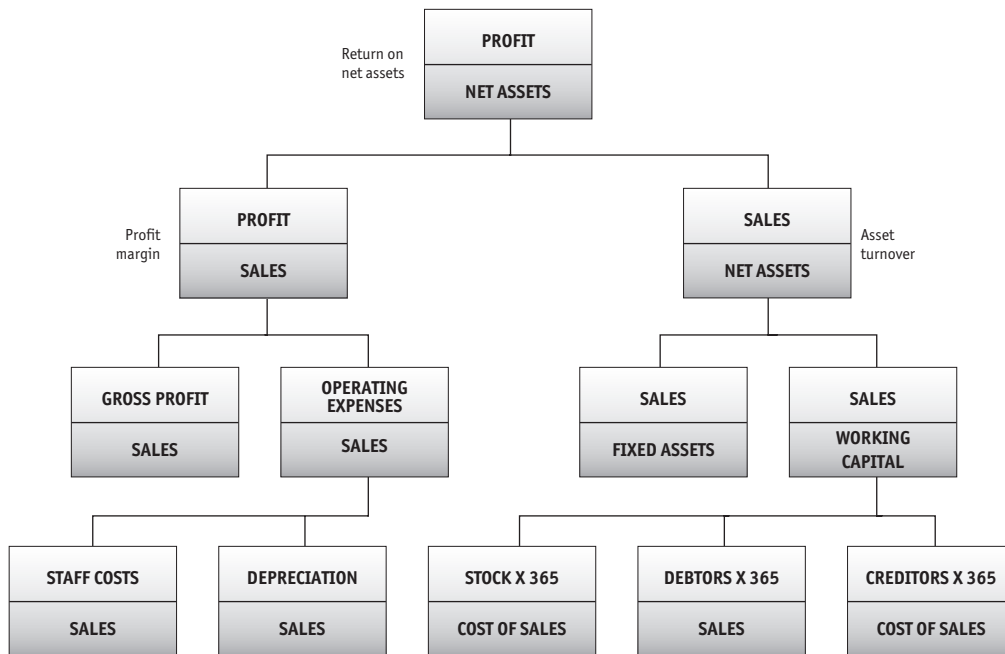 PROFIT
Return on
net assets
NET ASSETS
PROFIT
SALES
Profit
margin
SALES
NET ASSETS
Asset
turnover
GROSS PROFIT
SALES
OPERATING
EXPENSES
SALES
SALES
FIXED ASSETS
SALES
WORKING
CAPITAL
STAFF COSTS
SALES
DEPRECIATION
SALES
STOCK X 365
COST OF SALES
DEBTORS X 365
SALES
CREDITORS X 365
COST OF SALES